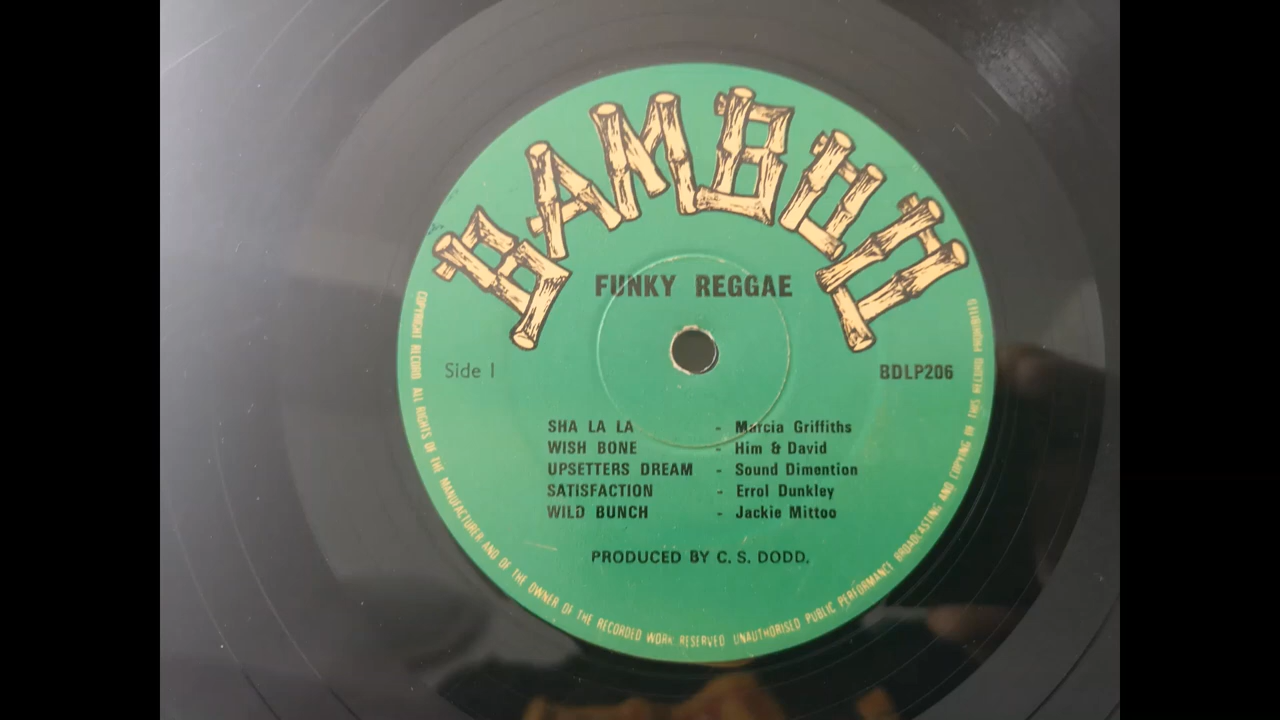 BAMBOO
FUNKY REGGAE
Side 1
BDLP206
SHA LA LA - Marcia Griffiths
WISH BONE - Him & David
UPSETTERS DREAM - Sound Dimention
SATISFACTION - Errol Dunkley
WILD BUNCH - Jackie Mittoo
PRODUCED BY C. S. DODD.
COPYRIGHT RECORD ALL RIGHTS OF THE MANUFACTURER AND OF THE OWNER OF THE RECORDED WORK RESERVED UNAUTHORISED PUBLIC PERFORMANCE BROADCASTING AND COPYING OF THIS RECORD PROHIBITED